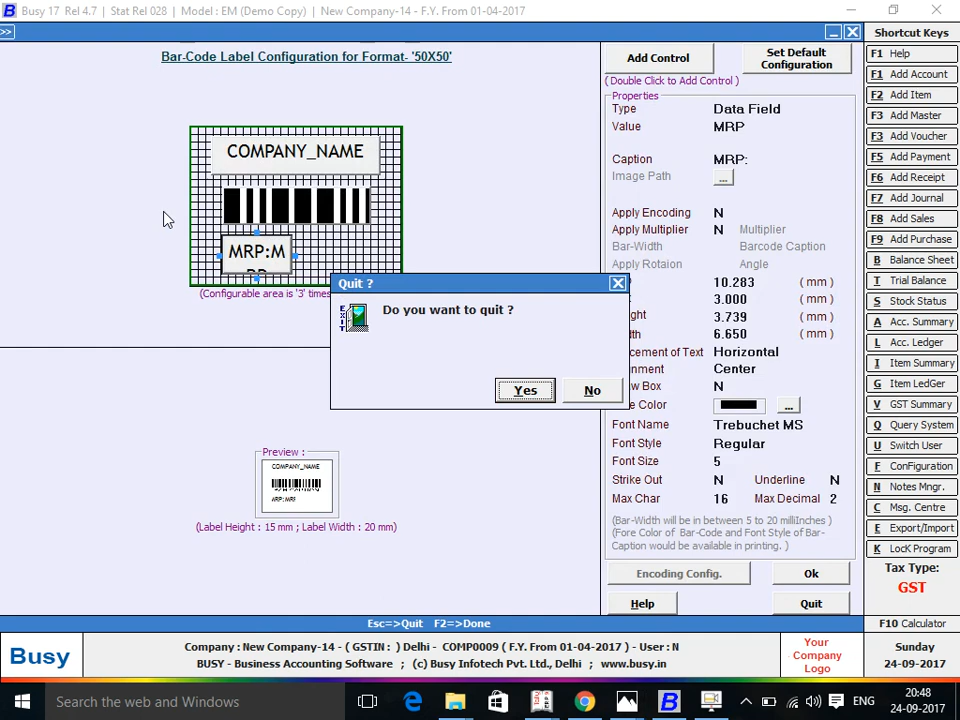 Busy 17 Rel 4.7 | Stat Rel 028 | Model : EM (Demo Copy) | New Company-14 - F.Y. From 01-04-2017
>>
Bar-Code Label Configuration for Format- '50X50'
COMPANY_NAME
MRP:M
(Configurable area is '3' times
Preview :
COMPANY_NAME
(Label Height : 15 mm ; Label Width : 20 mm)
Add Control
Set Default Configuration
( Double Click to Add Control )
Properties
Type Data Field
Value MRP
Caption MRP:
Image Path ...
Apply Encoding N
Apply Multiplier N Multiplier
Bar-Width Barcode Caption
Apply Rotaion Angle
10.283 ( mm )
3.000 ( mm )
3.739 ( mm )
6.650 ( mm )
Horizontal
Center
N
Color ...
Font Name Trebuchet MS
Font Style Regular
Font Size 5
Strike Out N Underline N
Max Char 16 Max Decimal 2
(Bar-Width will be in between 5 to 20 milliInches )
(Fore Color of Bar-Code and Font Style of Bar-
Caption would be available in printing. )
Encoding Config. Ok
Help Quit
Quit ?
Do you want to quit ?
Yes No
Shortcut Keys
F1 Help
F1 Add Account
F2 Add Item
F3 Add Master
F3 Add Voucher
F5 Add Payment
F6 Add Receipt
F7 Add Journal
F8 Add Sales
F9 Add Purchase
B Balance Sheet
T Trial Balance
S Stock Status
A Acc. Summary
L Acc. Ledger
I Item Summary
G Item LedGer
V GST Summary
Q Query System
U Switch User
F ConFiguration
N Notes Mngr.
C Msg. Centre
E Export/Import
K LocK Program
Tax Type:
GST
F10 Calculator
Esc=>Quit F2=>Done
Busy
Company : New Company-14 - ( GSTIN : ) Delhi - COMP0009 ( F.Y. From 01-04-2017 ) - User : N
BUSY - Business Accounting Software ; (c) Busy Infotech Pvt. Ltd., Delhi ; www.busy.in
Your
Company
Logo
Sunday
24-09-2017
Search the web and Windows
ENG
20:48
24-09-2017